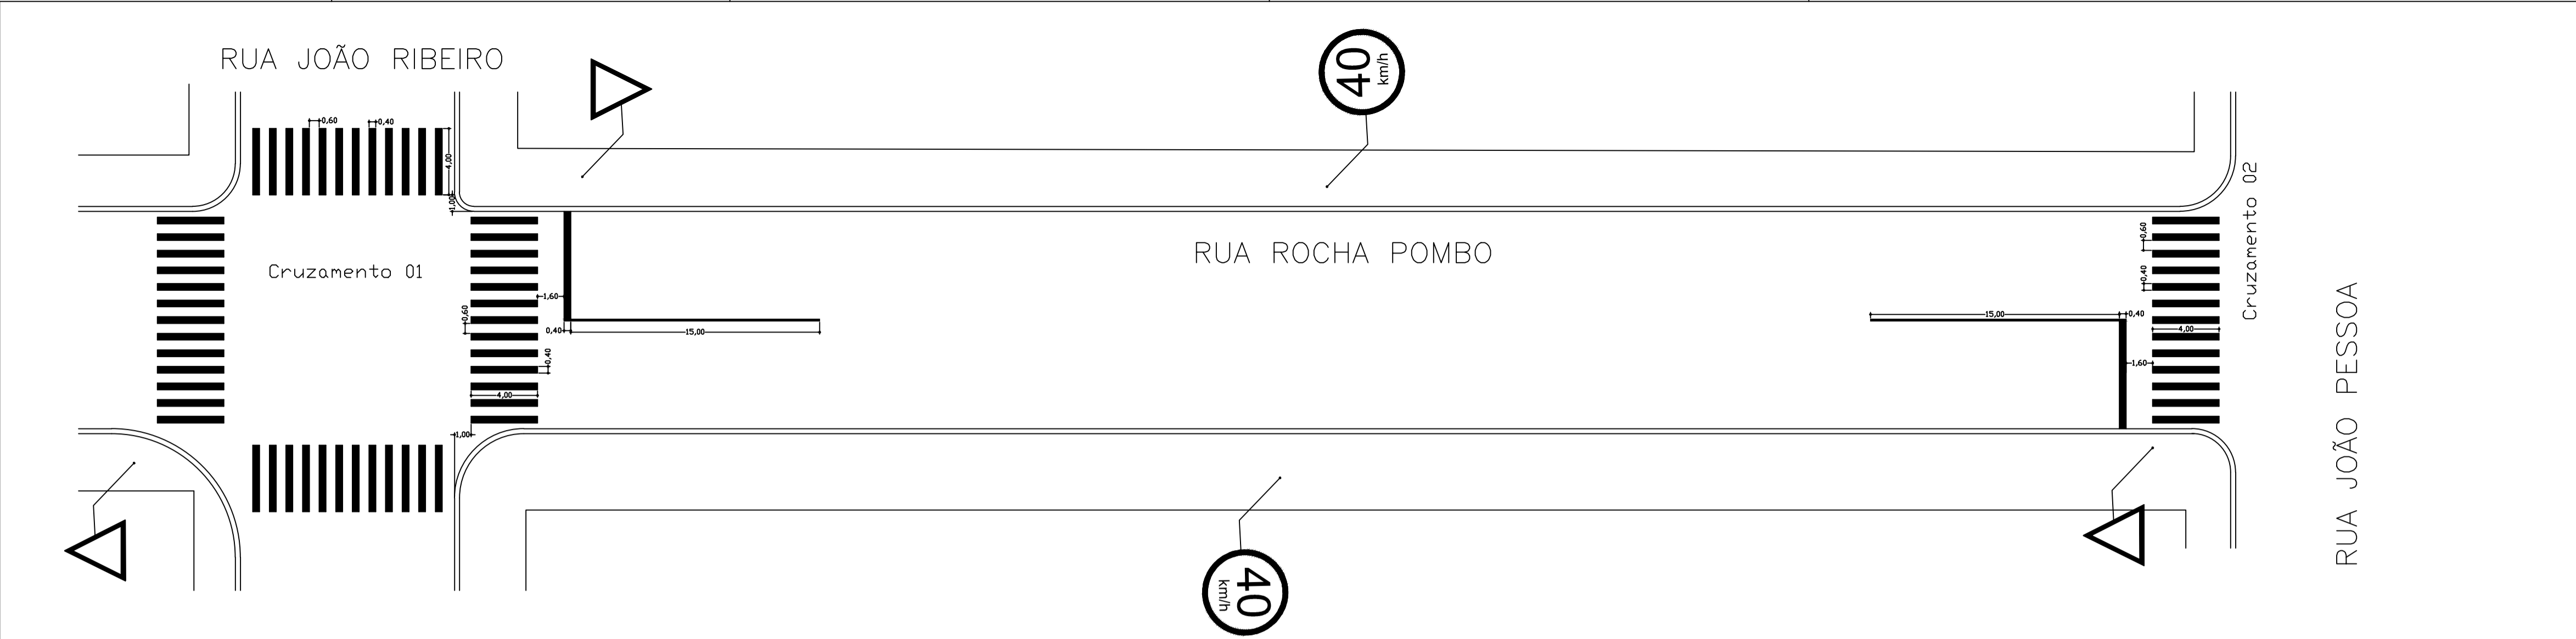 RUA JOÃO RIBEIRO
40
km/h
0,60
0,40
4,00
1,00
Cruzamento 01
RUA ROCHA POMBO
Cruzamento 02
0,60
0,40
1,60
0,60
0,40
15,00
0,40
4,00
1,00
15,00
0,40
4,00
1,60
RUA JOÃO PESSOA
40
km/h